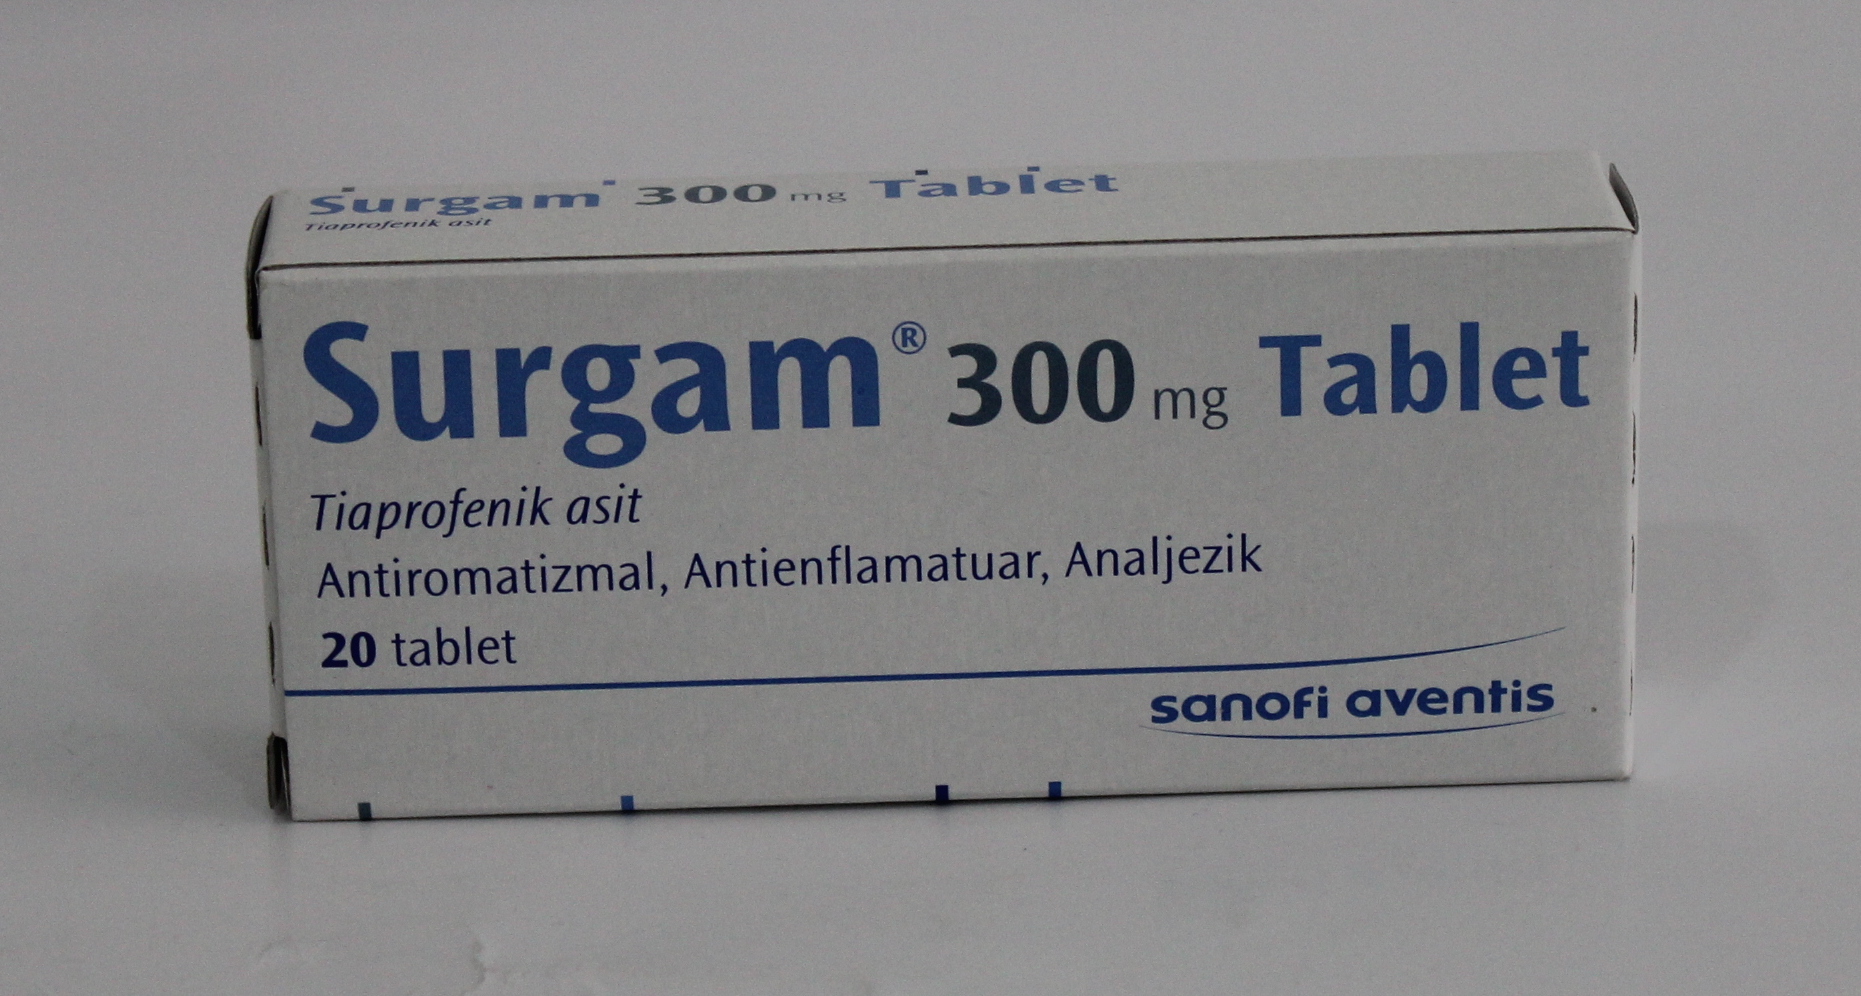 Surgam 300 mg Tablet
Tiaprofenik asit
Surgam® 300 mg Tablet
Tiaprofenik asit
Antiromatizmal, Antienflamatuar, Analjezik
20 tablet
sanofi aventis